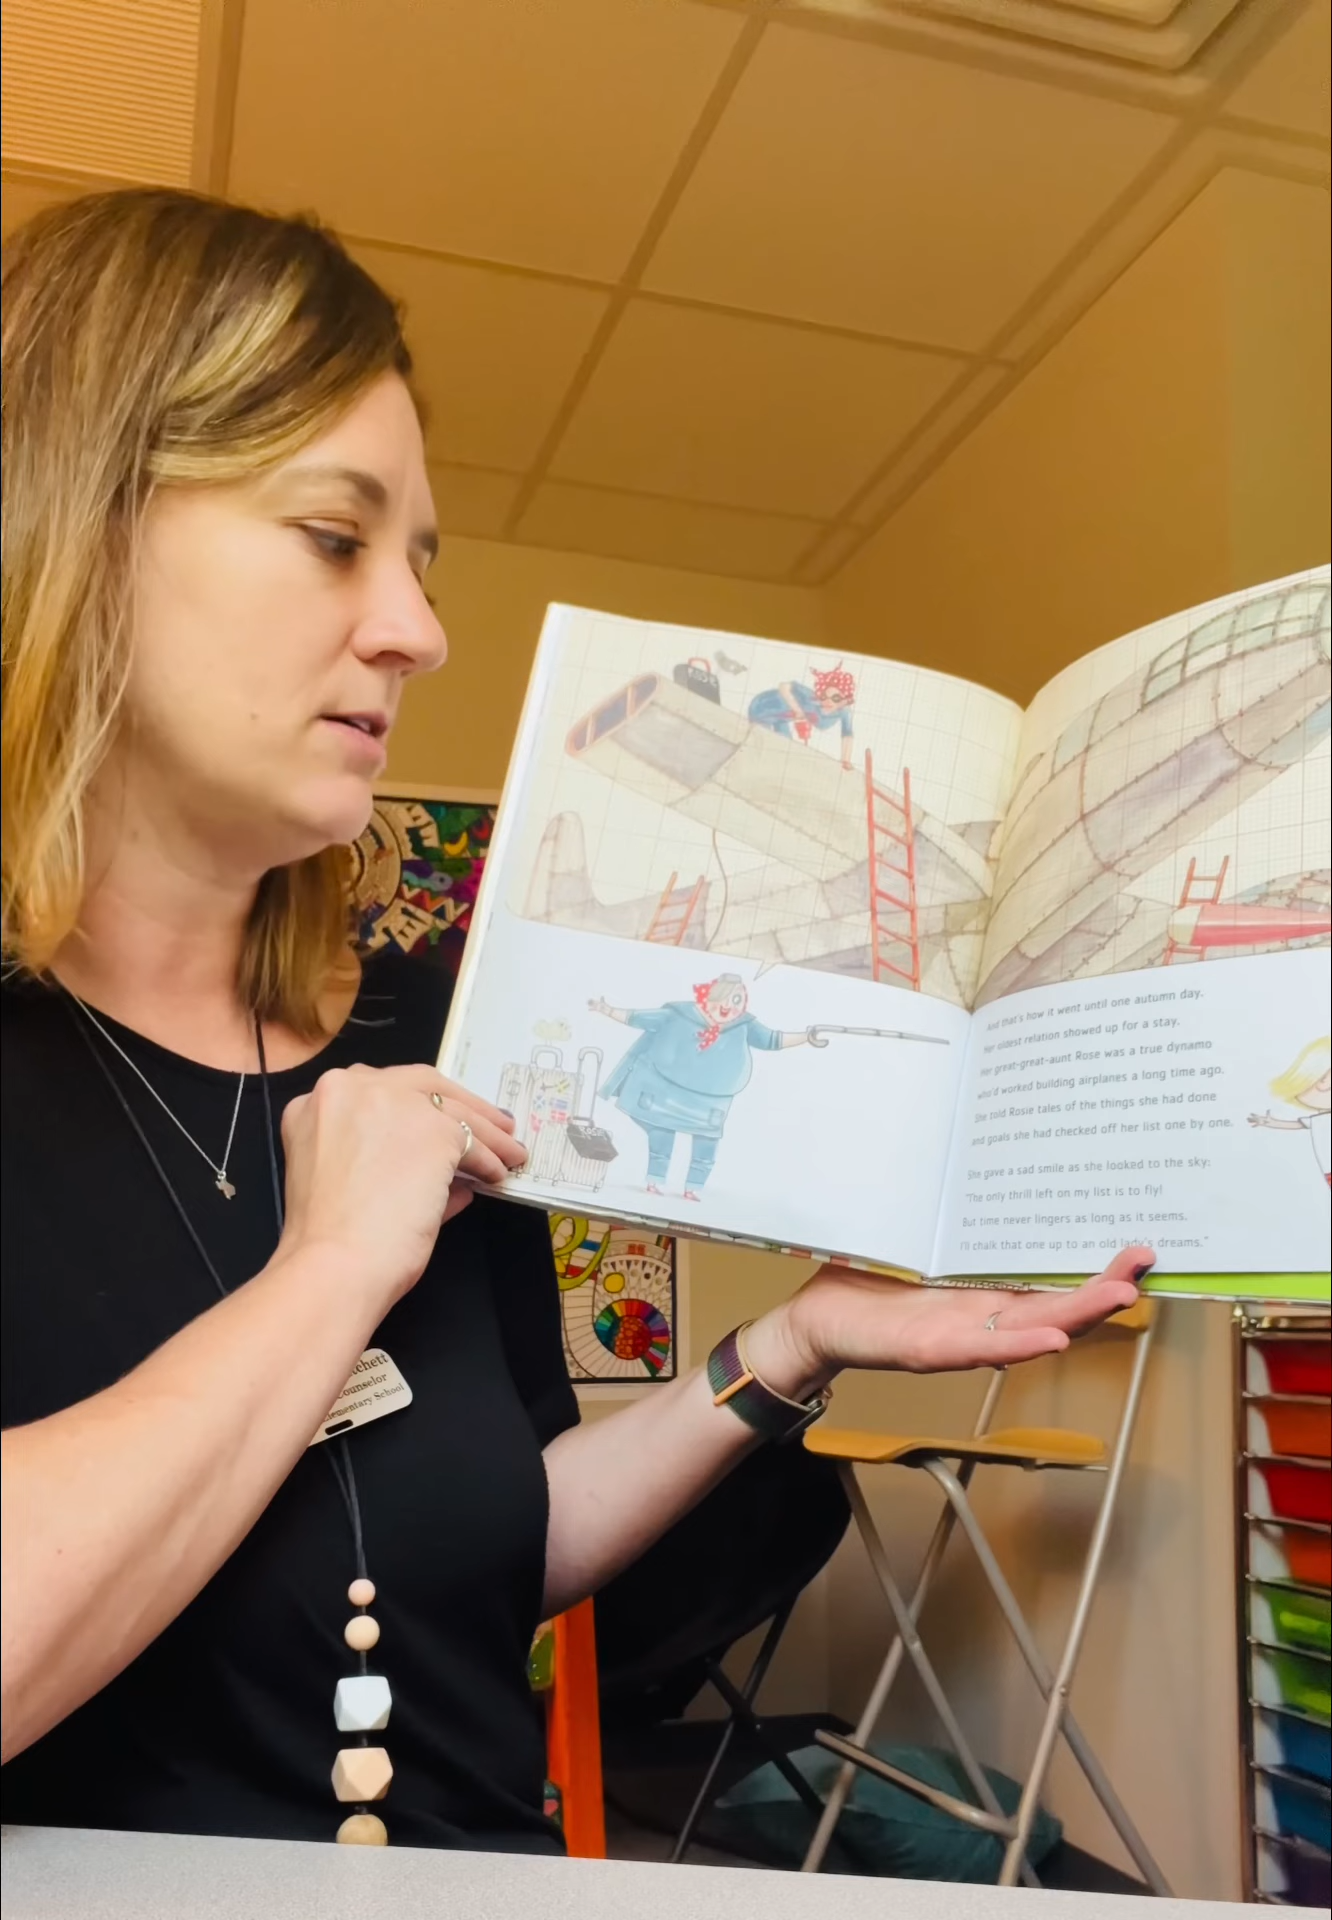 And that's how it went until one autumn day.
Her oldest relation showed up for a stay.
Her great-great-aunt Rose was a true dynamo
who'd worked building airplanes a long time ago.
She told Rosie tales of the things she had done
and goals she had checked off her list one by one.
She gave a sad smile as she looked to the sky:
"The only thrill left on my list is to fly!
But time never lingers as long as it seems.
I'll chalk that one up to an old lady's dreams."
tchett
Counselor
Elementary School